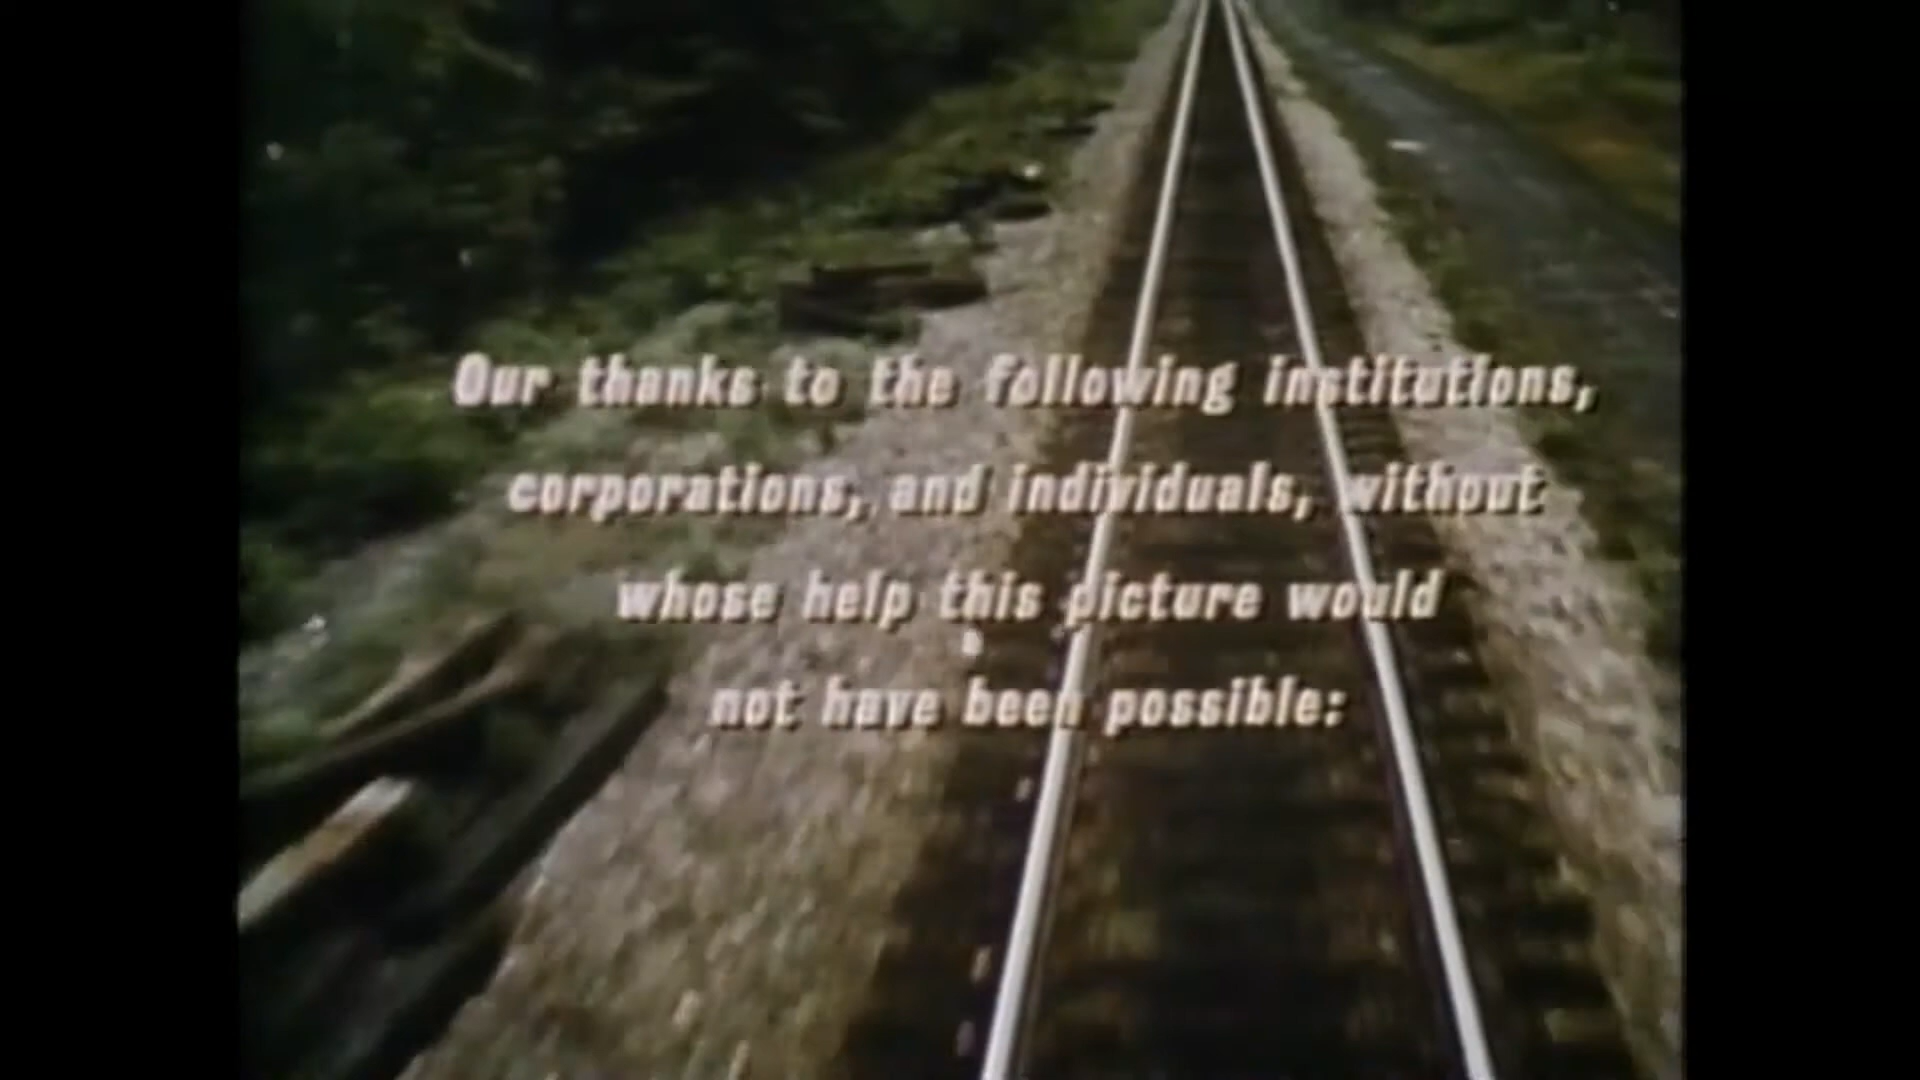 Our thanks to the following institutions,
corporations, and individuals, without
whose help this picture would
not have been possible: